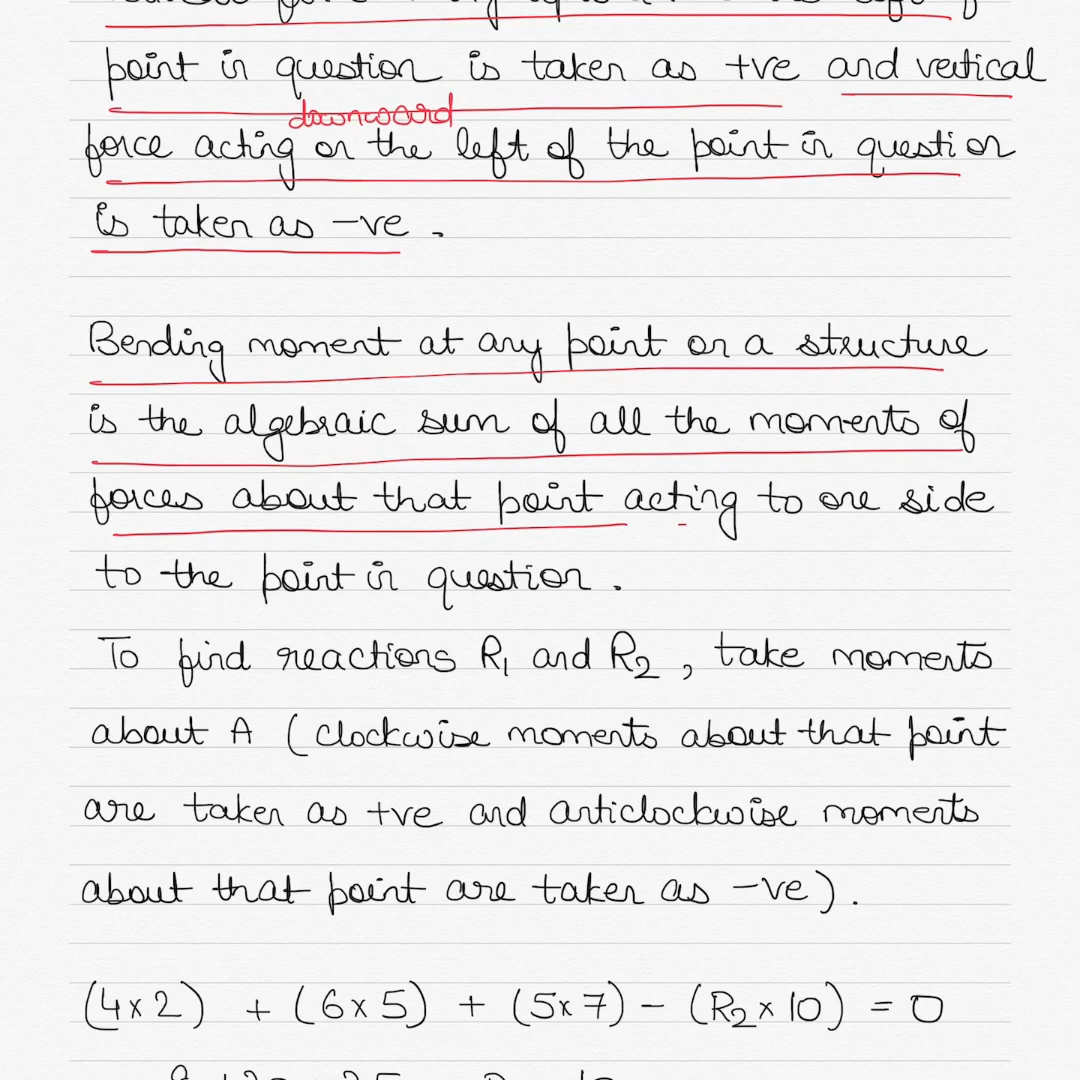 point in question is taken as +ve and vertical
downward
force acting on the left of the point in question
is taken as -ve .
Bending moment at any point on a structure
is the algebraic sum of all the moments of
forces about that point acting to one side
to the point in question .
To find reactions R₁ and R₂ , take moments
about A (clockwise moments about that point
are taken as +ve and anticlockwise moments
about that point are taken as -ve) .
(4x2) + (6x5) + (5x7) - (R₂x10) = 0